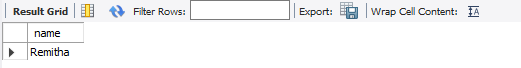 Result Grid Filter Rows: Export: Wrap Cell Content:
name
Remitha